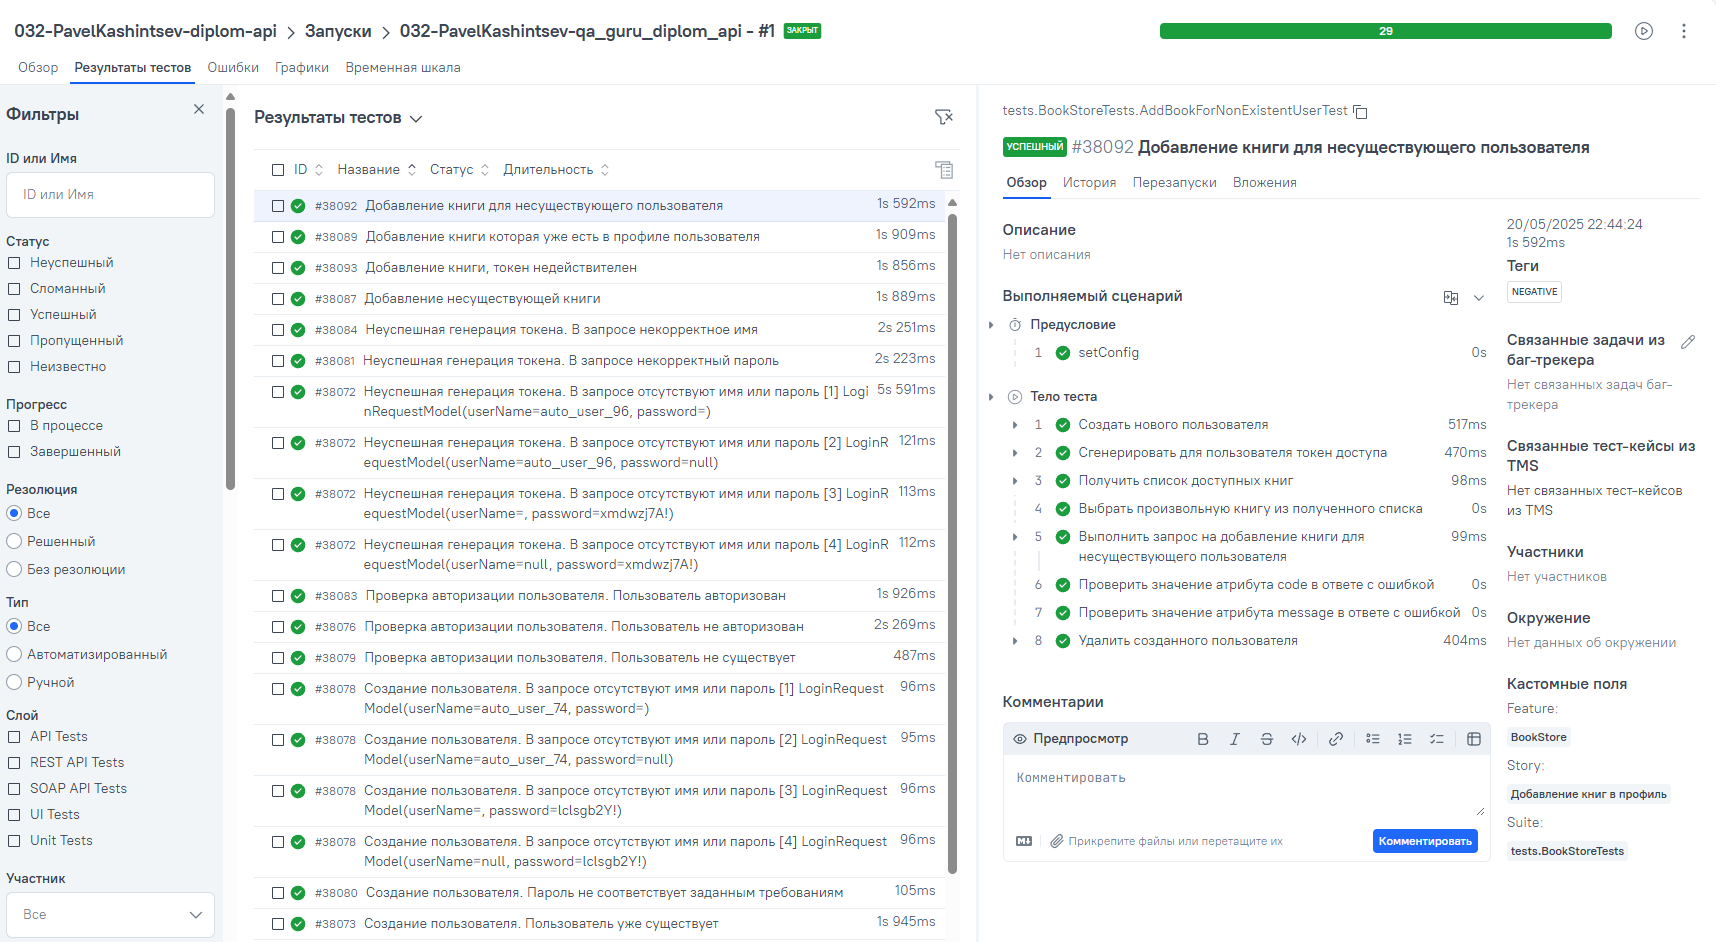 032-PavelKashintsev-diplom-api > Запуски > 032-PavelKashintsev-qa_guru_diplom_api - #1 ЗАКРЫТ
29
Обзор Результаты тестов Ошибки Графики Временная шкала
Фильтры
ID или Имя
ID или Имя
Статус
Неуспешный
Сломанный
Успешный
Пропущенный
Неизвестно
Прогресс
В процессе
Завершенный
Резолюция
Все
Решенный
Без резолюции
Тип
Все
Автоматизированный
Ручной
Слой
API Tests
REST API Tests
SOAP API Tests
UI Tests
Unit Tests
Участник
Все
Результаты тестов
ID Название Статус Длительность
#38092 Добавление книги для несуществующего пользователя 1s 592ms
#38089 Добавление книги которая уже есть в профиле пользователя 1s 909ms
#38093 Добавление книги, токен недействителен 1s 856ms
#38087 Добавление несуществующей книги 1s 889ms
#38084 Неуспешная генерация токена. В запросе некорректное имя 2s 251ms
#38081 Неуспешная генерация токена. В запросе некорректный пароль 2s 223ms
#38072 Неуспешная генерация токена. В запросе отсутствуют имя или пароль [1] Logi 5s 591ms
nRequestModel(userName=auto_user_96, password=)
#38072 Неуспешная генерация токена. В запросе отсутствуют имя или пароль [2] LoginR 121ms
equestModel(userName=auto_user_96, password=null)
#38072 Неуспешная генерация токена. В запросе отсутствуют имя или пароль [3] LoginR 113ms
equestModel(userName=, password=xmdwzj7A!)
#38072 Неуспешная генерация токена. В запросе отсутствуют имя или пароль [4] LoginR 112ms
equestModel(userName=null, password=xmdwzj7A!)
#38083 Проверка авторизации пользователя. Пользователь авторизован 1s 926ms
#38076 Проверка авторизации пользователя. Пользователь не авторизован 2s 269ms
#38079 Проверка авторизации пользователя. Пользователь не существует 487ms
#38078 Создание пользователя. В запросе отсутствуют имя или пароль [1] LoginRequest 96ms
Model(userName=auto_user_74, password=)
#38078 Создание пользователя. В запросе отсутствуют имя или пароль [2] LoginRequest 95ms
Model(userName=auto_user_74, password=null)
#38078 Создание пользователя. В запросе отсутствуют имя или пароль [3] LoginRequest 96ms
Model(userName=, password=lclsgb2Y!)
#38078 Создание пользователя. В запросе отсутствуют имя или пароль [4] LoginRequest 96ms
Model(userName=null, password=lclsgb2Y!)
#38080 Создание пользователя. Пароль не соответствует заданным требованиям 105ms
#38073 Создание пользователя. Пользователь уже существует 1s 945ms
tests.BookStoreTests.AddBookForNonExistentUserTest
УСПЕШНЫЙ #38092 Добавление книги для несуществующего пользователя
Обзор История Перезапуски Вложения
Описание
Нет описания
Выполняемый сценарий
Предусловие
1 setConfig 0s
Тело теста
1 Создать нового пользователя 517ms
2 Сгенерировать для пользователя токен доступа 470ms
3 Получить список доступных книг 98ms
4 Выбрать произвольную книгу из полученного списка 0s
5 Выполнить запрос на добавление книги для 99ms
несуществующего пользователя
6 Проверить значение атрибута code в ответе с ошибкой 0s
7 Проверить значение атрибута message в ответе с ошибкой 0s
8 Удалить созданного пользователя 404ms
Комментарии
Предпросмотр
Комментировать
Прикрепите файлы или перетащите их
Комментировать
20/05/2025 22:44:24
1s 592ms
Теги
NEGATIVE
Связанные задачи из
баг-трекера
Нет связанных задач баг-
трекера
Связанные тест-кейсы из
TMS
Нет связанных тест-кейсов
из TMS
Участники
Нет участников
Окружение
Нет данных об окружении
Кастомные поля
Feature:
BookStore
Story:
Добавление книг в профиль
Suite:
tests.BookStoreTests